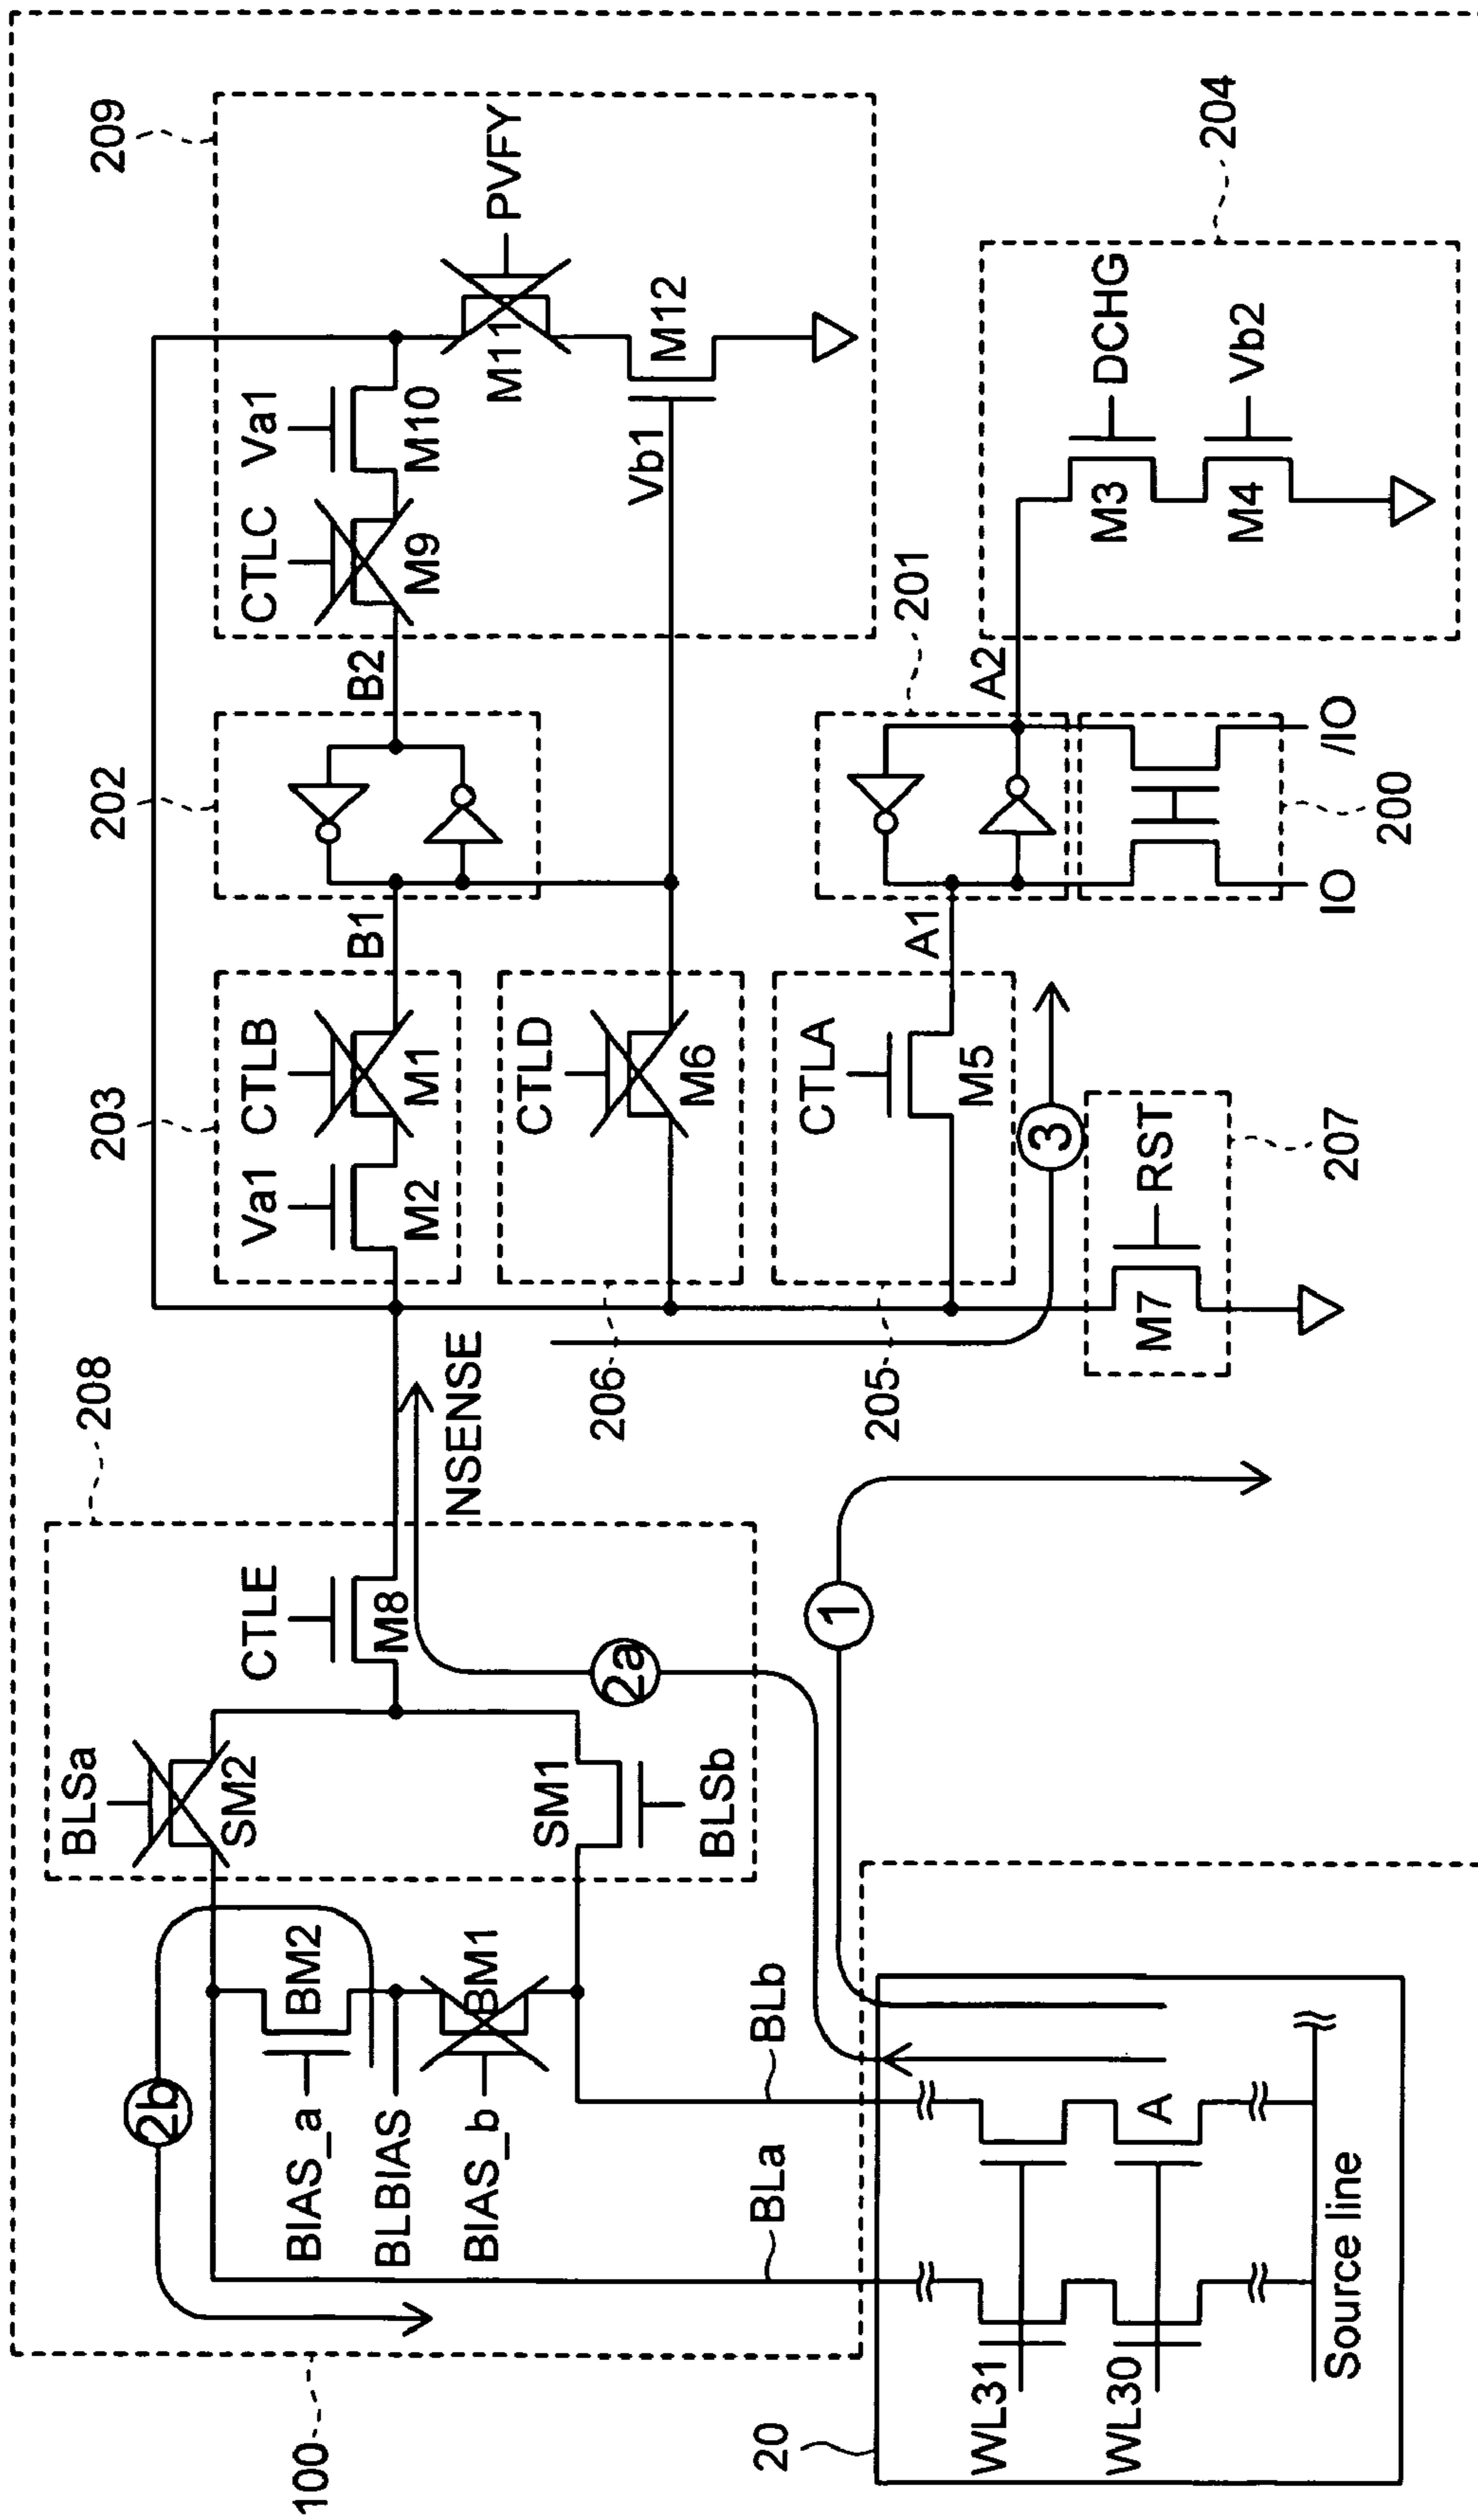 100
208
203
202
209
BLSa
SM2
CTLE
M8
Va1
M2
CTLB
M1
B1
B2
CTLC
M9
Va1
M10
M11
PVFY
2b
BIAS_a
BM2
BLBIAS
BIAS_b
BM1
SM1
BLSb
NSENSE
2a
206
CTLD
M6
Vb1
M12
205
CTLA
M5
A1
A2
201
204
DCHG
M3
Vb2
M4
20
BLa
BLb
1
3
M7
RST
207
IO
/IO
200
WL31
WL30
A
Source line